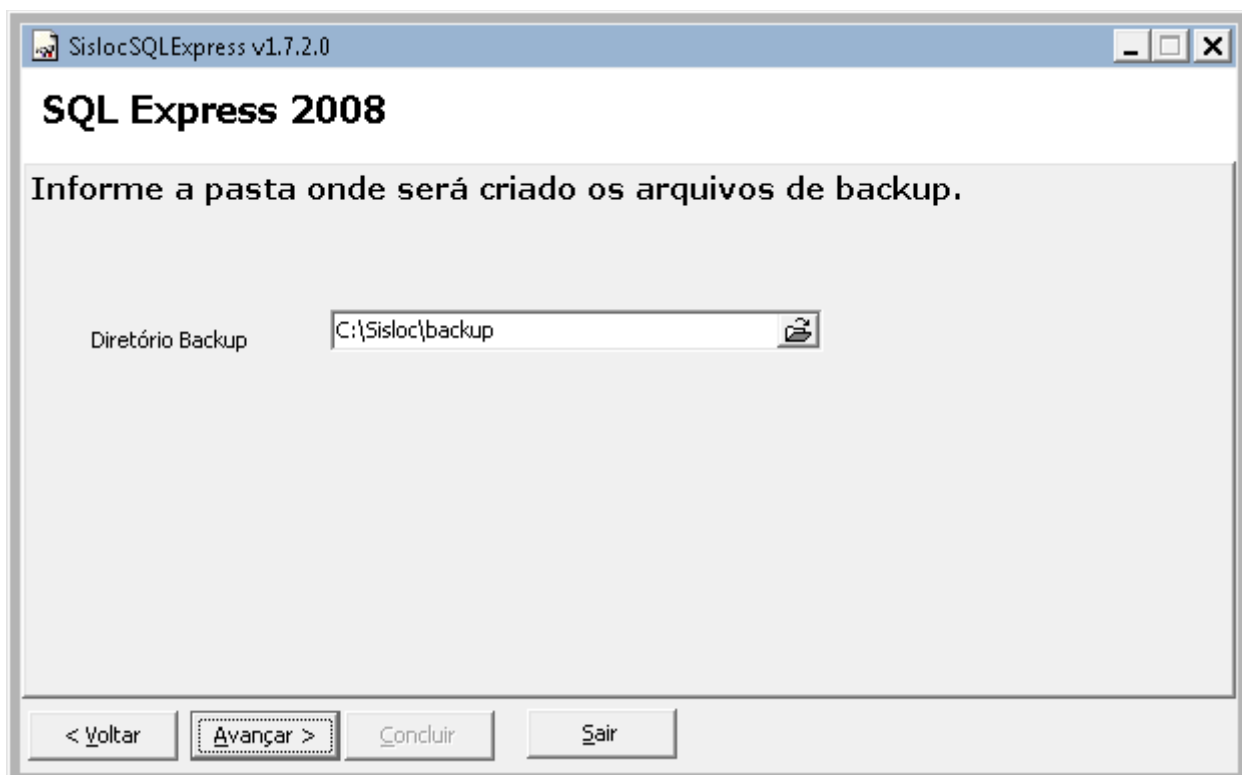 SislocSQLExpress v1.7.2.0
SQL Express 2008
Informe a pasta onde será criado os arquivos de backup.
Diretório Backup
C:\Sisloc\backup
< Voltar
Avançar >
Concluir
Sair